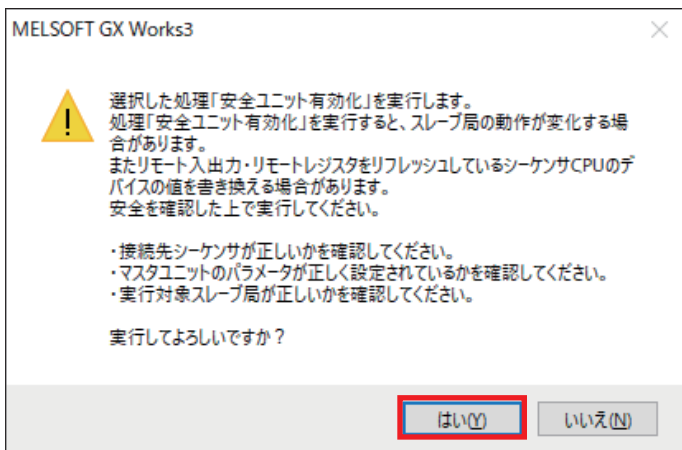 MELSOFT GX Works3
選択した処理「安全ユニット有効化」を実行します。
処理「安全ユニット有効化」を実行すると、スレーブ局の動作が変化する場
合があります。
またリモート入出力・リモートレジスタをリフレッシュしているシーケンサCPUのデ
バイスの値を書き換える場合があります。
安全を確認した上で実行してください。
・接続先シーケンサが正しいかを確認してください。
・マスタユニットのパラメータが正しく設定されているかを確認してください。
・実行対象スレーブ局が正しいかを確認してください。
実行してよろしいですか？
はい(Y) いいえ(N)